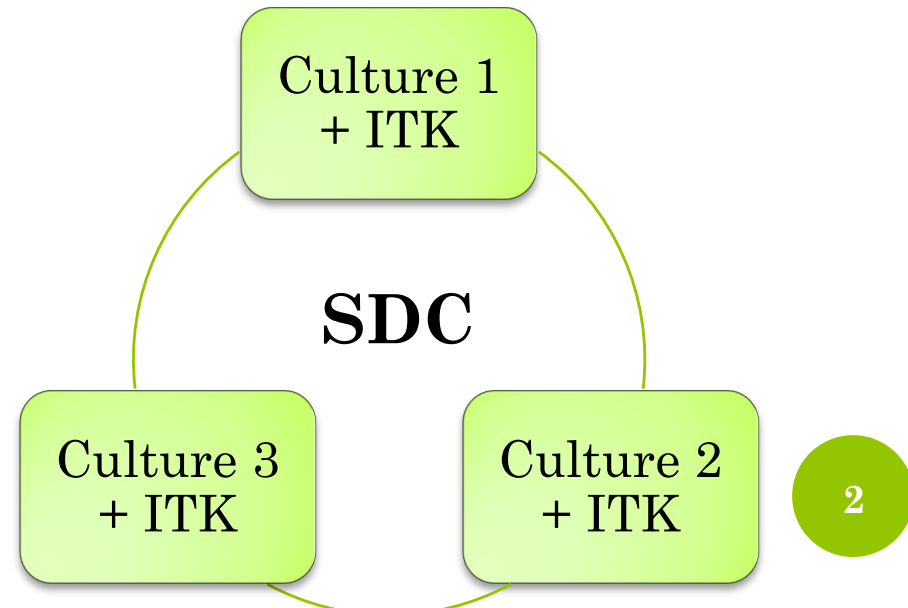 Culture 1
+ ITK
SDC
Culture 3
+ ITK
Culture 2
+ ITK
2